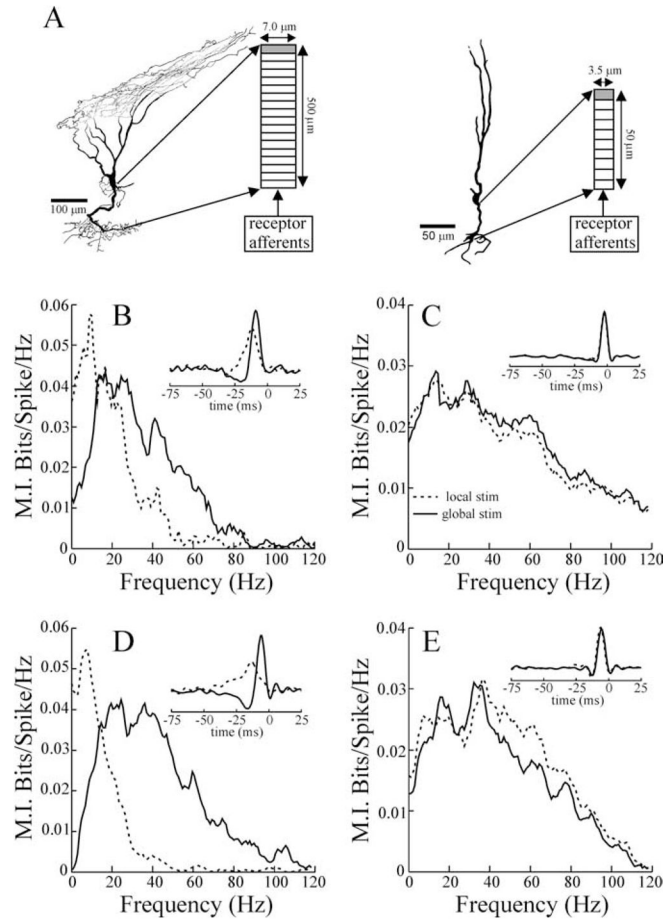 A
7.0 µm
500 µm
100 µm
receptor
afferents
3.5 µm
50 µm
50 µm
receptor
afferents
B
M.I. Bits/Spike/Hz
0.06
0.05
0.04
0.03
0.02
0.01
0
0 20 40 60 80 100 120
Frequency (Hz)
-75 -50 -25 0 25
time (ms)
C
M.I. Bits/Spike/Hz
0.04
0.03
0.02
0.01
0
0 20 40 60 80 100 120
Frequency (Hz)
-75 -50 -25 0 25
time (ms)
local stim
global stim
D
M.I. Bits/Spike/Hz
0.06
0.05
0.04
0.03
0.02
0.01
0
0 20 40 60 80 100 120
Frequency (Hz)
-75 -50 -25 0 25
time (ms)
E
M.I. Bits/Spike/Hz
0.04
0.03
0.02
0.01
0
0 20 40 60 80 100 120
Frequency (Hz)
-75 -50 -25 0 25
time (ms)